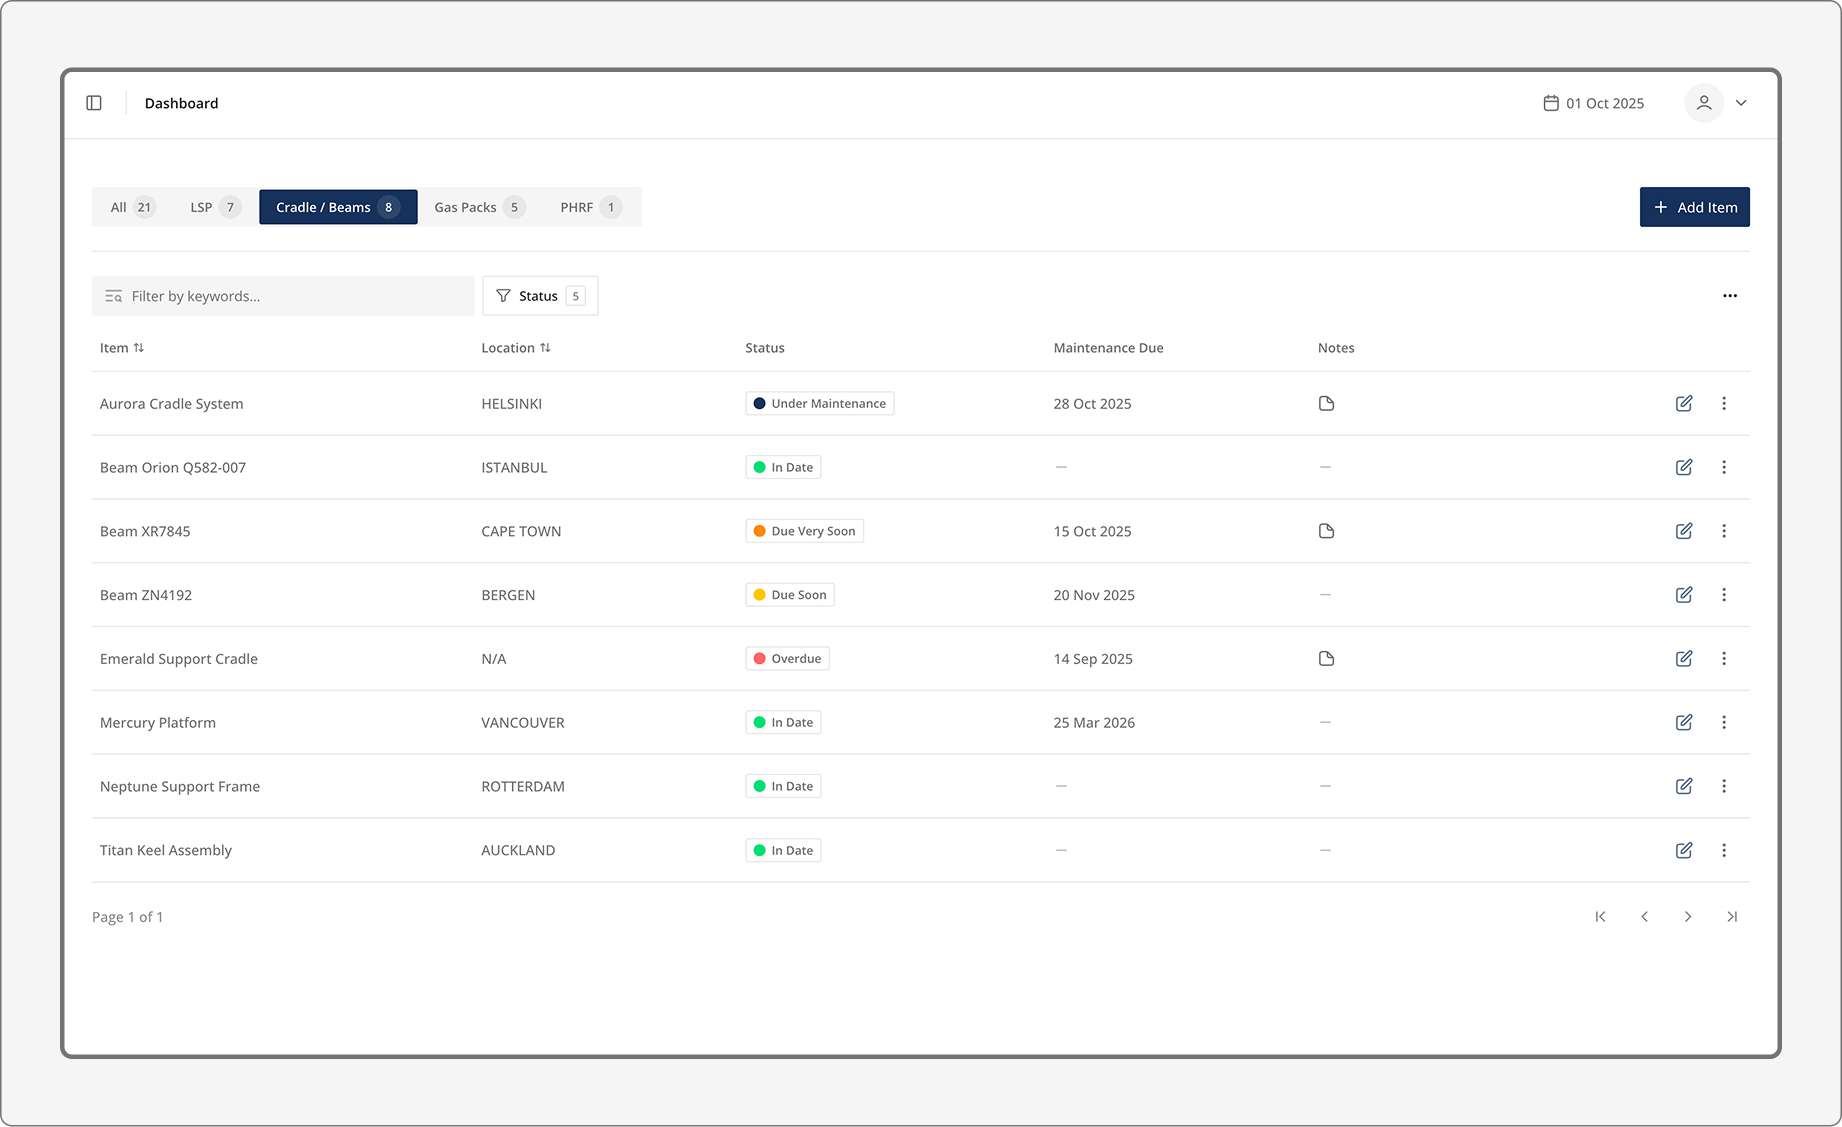 Dashboard
01 Oct 2025
All 21 LSP 7 Cradle / Beams 8 Gas Packs 5 PHRF 1
Add Item
Filter by keywords...
Status 5
Item Location Status Maintenance Due Notes
Aurora Cradle System HELSINKI Under Maintenance 28 Oct 2025
Beam Orion Q582-007 ISTANBUL In Date —
—
Beam XR7845 CAPE TOWN Due Very Soon 15 Oct 2025
Beam ZN4192 BERGEN Due Soon 20 Nov 2025 —
Emerald Support Cradle N/A Overdue 14 Sep 2025
Mercury Platform VANCOUVER In Date 25 Mar 2026 —
Neptune Support Frame ROTTERDAM In Date — —
Titan Keel Assembly AUCKLAND In Date — —
Page 1 of 1